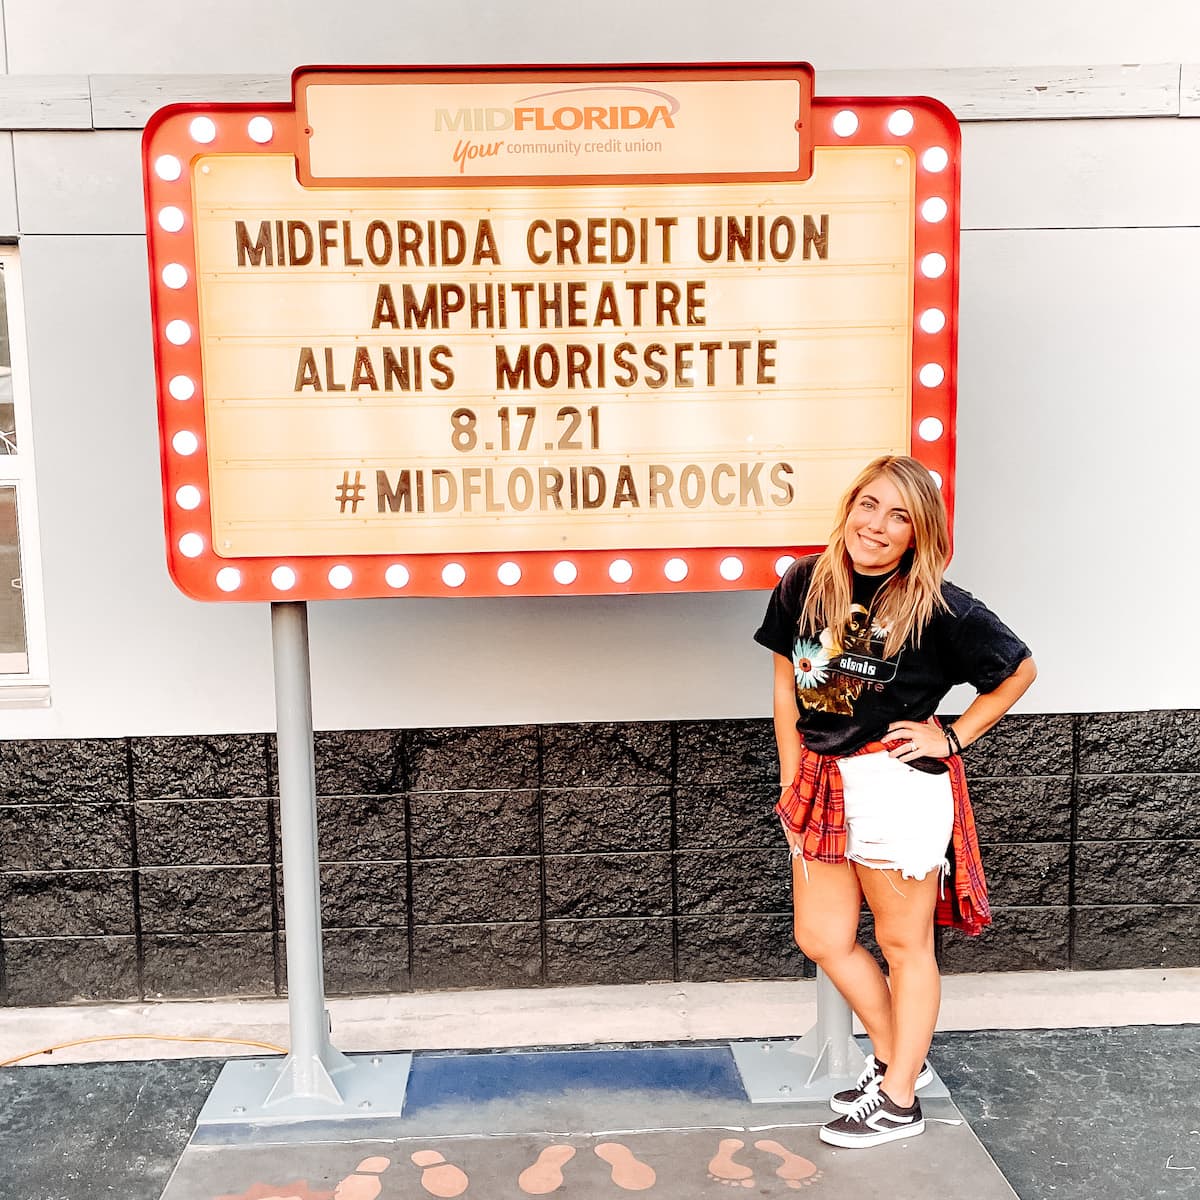 MIDFLORIDA
Your community credit union
MIDFLORIDA CREDIT UNION
AMPHITHEATRE
ALANIS MORISSETTE
8.17.21
#MIDFLORIDAROCKS
alanis